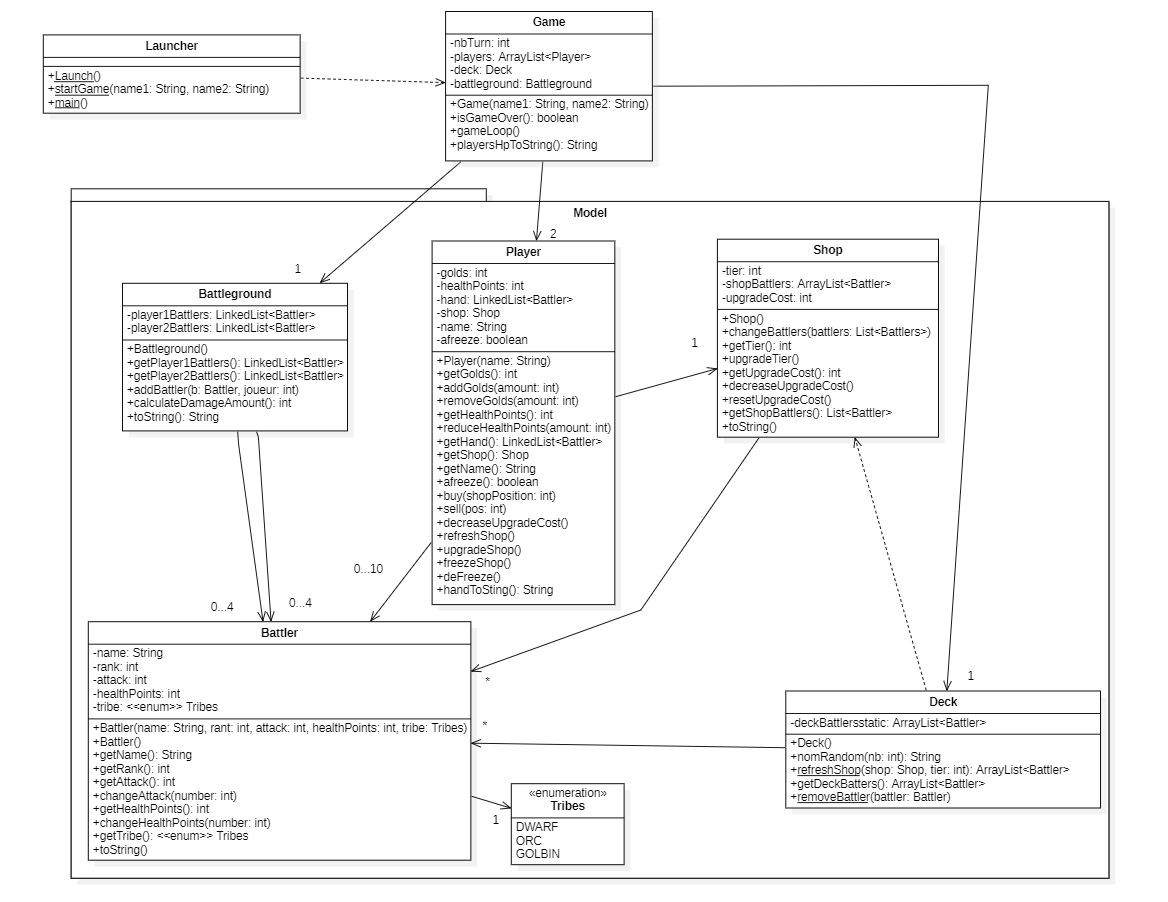 Launcher
+Launch()
+startGame(name1: String, name2: String)
+main()
Game
-nbTurn: int
-players: ArrayList<Player>
-deck: Deck
-battleground: Battleground
+Game(name1: String, name2: String)
+isGameOver(): boolean
+gameLoop()
+playersHpToString(): String
Model
1
2
1
Battleground
-player1Battlers: LinkedList<Battler>
-player2Battlers: LinkedList<Battler>
+Battleground()
+getPlayer1Battlers(): LinkedList<Battler>
+getPlayer2Battlers(): LinkedList<Battler>
+addBattler(b: Battler, joueur: int)
+calculateDamageAmount(): int
+toString(): String
Player
-golds: int
-healthPoints: int
-hand: LinkedList<Battler>
-shop: Shop
-name: String
-afreeze: boolean
+Player(name: String)
+getGolds(): int
+addGolds(amount: int)
+removeGolds(amount: int)
+getHealthPoints(): int
+reduceHealthPoints(amount: int)
+getHand(): LinkedList<Battler>
+getShop(): Shop
+getName(): String
+afreeze(): boolean
+buy(shopPosition: int)
+sell(pos: int)
+decreaseUpgradeCost()
+refreshShop()
+upgradeShop()
+freezeShop()
+deFreeze()
+handToSting(): String
Shop
-tier: int
-shopBattlers: ArrayList<Battler>
-upgradeCost: int
+Shop()
+changeBattlers(battlers: List<Battlers>)
+getTier(): int
+upgradeTier()
+getUpgradeCost(): int
+decreaseUpgradeCost()
+resetUpgradeCost()
+getShopBattlers(): List<Battler>
+toString()
0...4
0...4
0...10
Battler
-name: String
-rank: int
-attack: int
-healthPoints: int
-tribe: <<enum>> Tribes
+Battler(name: String, rant: int, attack: int, healthPoints: int, tribe: Tribes)
+Battler()
+getName(): String
+getRank(): int
+getAttack(): int
+changeAttack(number: int)
+getHealthPoints(): int
+changeHealthPoints(number: int)
+getTribe(): <<enum>> Tribes
+toString()
*
*
1
«enumeration»
Tribes
DWARF
ORC
GOLBIN
1
Deck
-deckBattlersstatic: ArrayList<Battler>
+Deck()
+nomRandom(nb: int): String
+refreshShop(shop: Shop, tier: int): ArrayList<Battler>
+getDeckBatters(): ArrayList<Battler>
+removeBattler(battler: Battler)